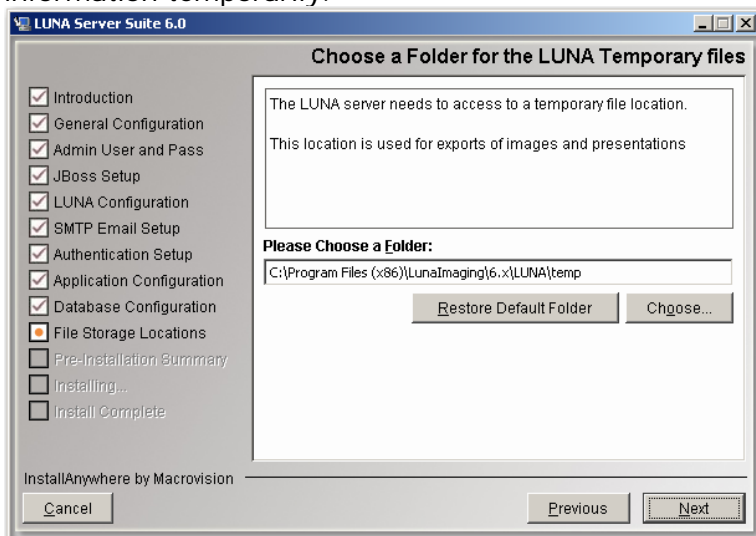 information temporarily.
LUNA Server Suite 6.0
Choose a Folder for the LUNA Temporary files
Introduction
General Configuration
Admin User and Pass
JBoss Setup
LUNA Configuration
SMTP Email Setup
Authentication Setup
Application Configuration
Database Configuration
File Storage Locations
Pre-Installation Summary
Installing...
Install Complete
The LUNA server needs to access to a temporary file location.
This location is used for exports of images and presentations
Please Choose a Folder:
C:\Program Files (x86)\LunaImaging\6.x\LUNA\temp
Restore Default Folder
Choose...
InstallAnywhere by Macrovision
Cancel
Previous
Next